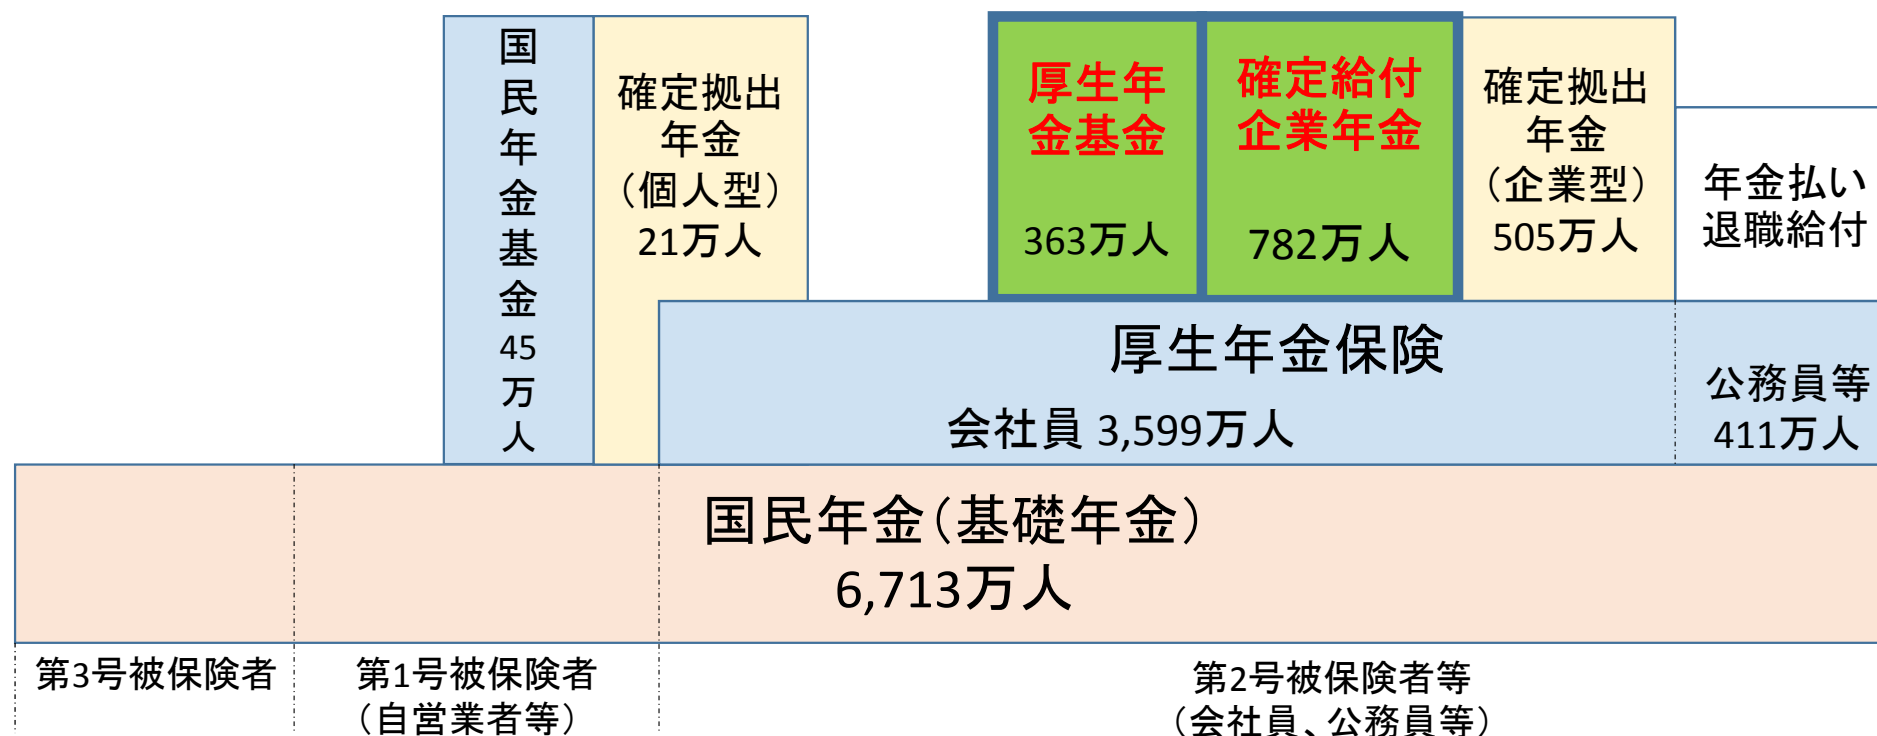 国民年金基金45万人
確定拠出
年金
（個人型）
21万人
厚生年
金基金
363万人
確定給付
企業年金
782万人
確定拠出
年金
（企業型）
505万人
年金払い
退職給付
厚生年金保険
会社員 3,599万人
公務員等
411万人
国民年金（基礎年金）
6,713万人
第3号被保険者
第1号被保険者
（自営業者等）
第2号被保険者等
（会社員、公務員等）